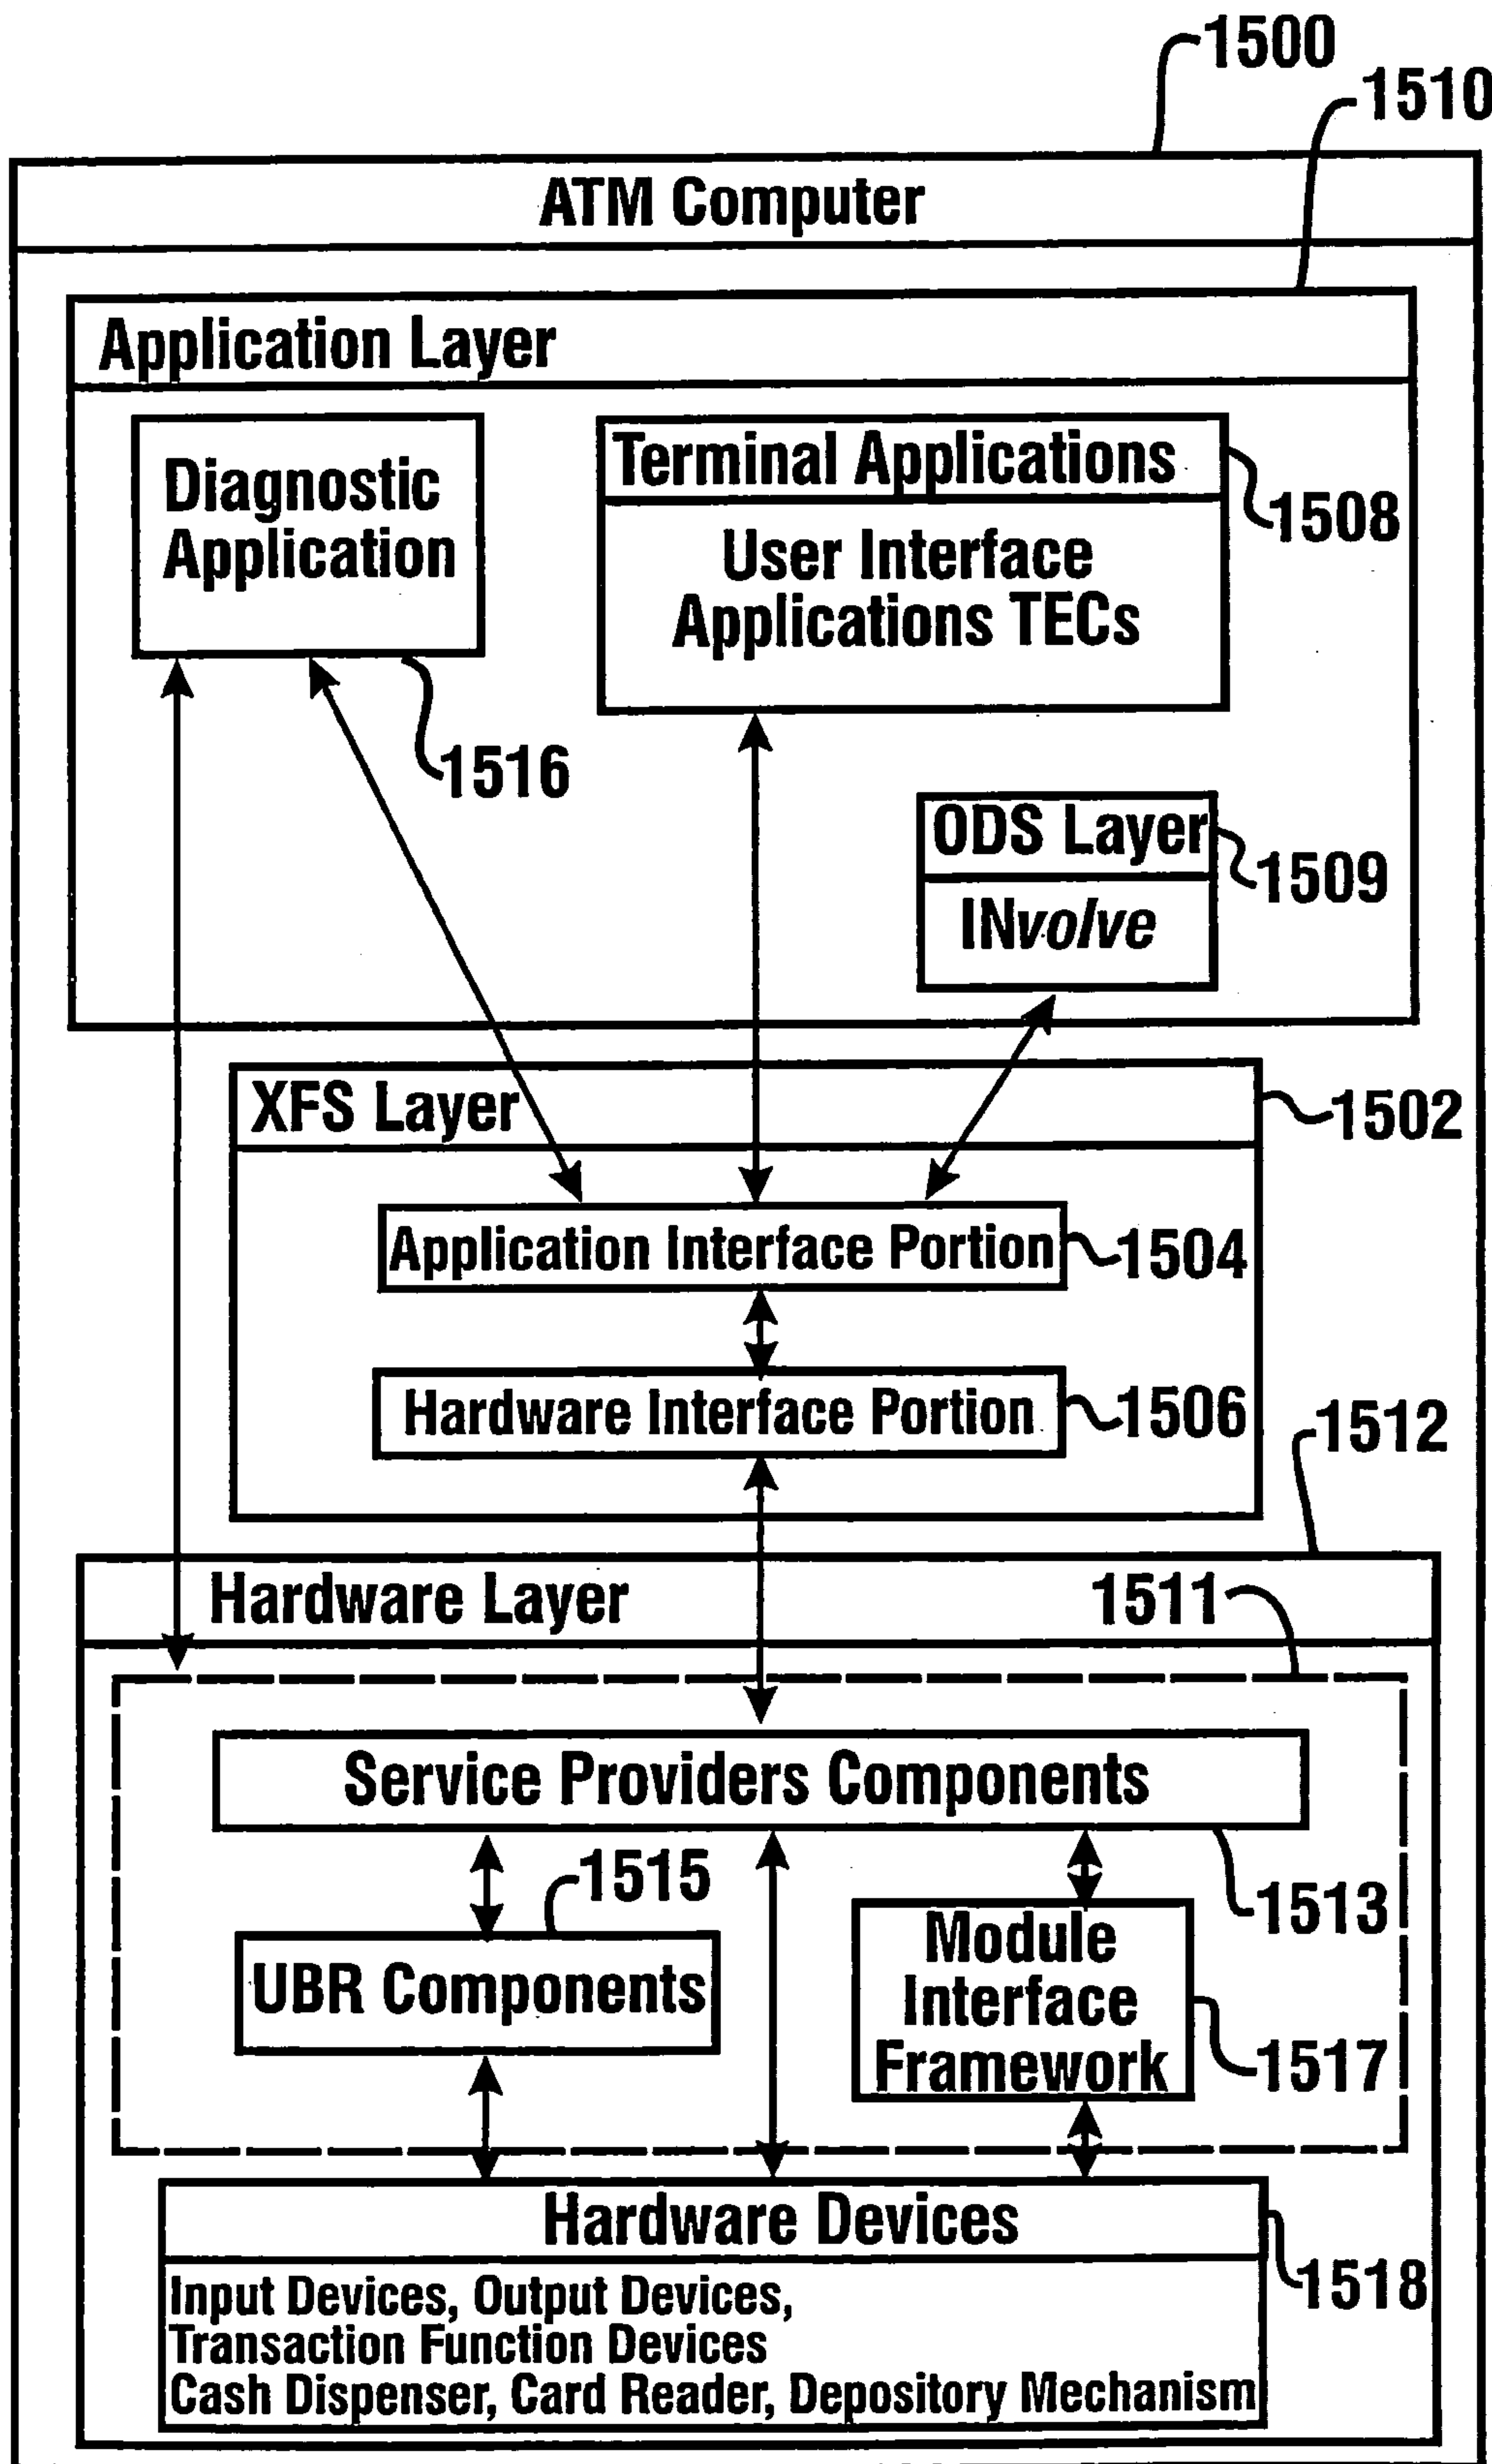 1500
1510
ATM Computer
Application Layer
Diagnostic
Application
Terminal Applications
User Interface
Applications TECs
1508
1516
ODS Layer
INvolve
1509
XFS Layer
1502
Application Interface Portion
1504
Hardware Interface Portion
1506
1512
Hardware Layer
1511
Service Providers Components
1513
1515
UBR Components
Module
Interface
Framework
1517
Hardware Devices
1518
Input Devices, Output Devices,
Transaction Function Devices
Cash Dispenser, Card Reader, Depository Mechanism